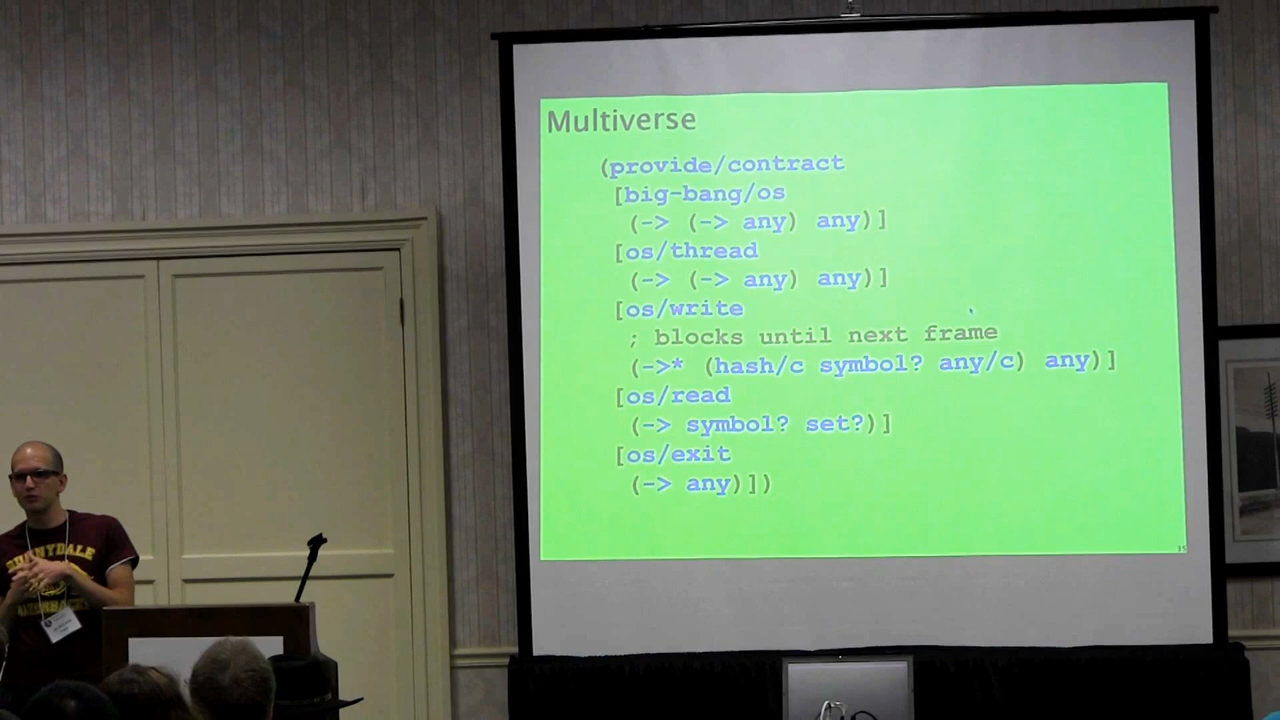 Multiverse
(provide/contract
[big-bang/os
(-> (-> any) any)]
[os/thread
(-> (-> any) any)]
[os/write
; blocks until next frame
(->* (hash/c symbol? any/c) any)]
[os/read
(-> symbol? set?)]
[os/exit
(-> any)])
35